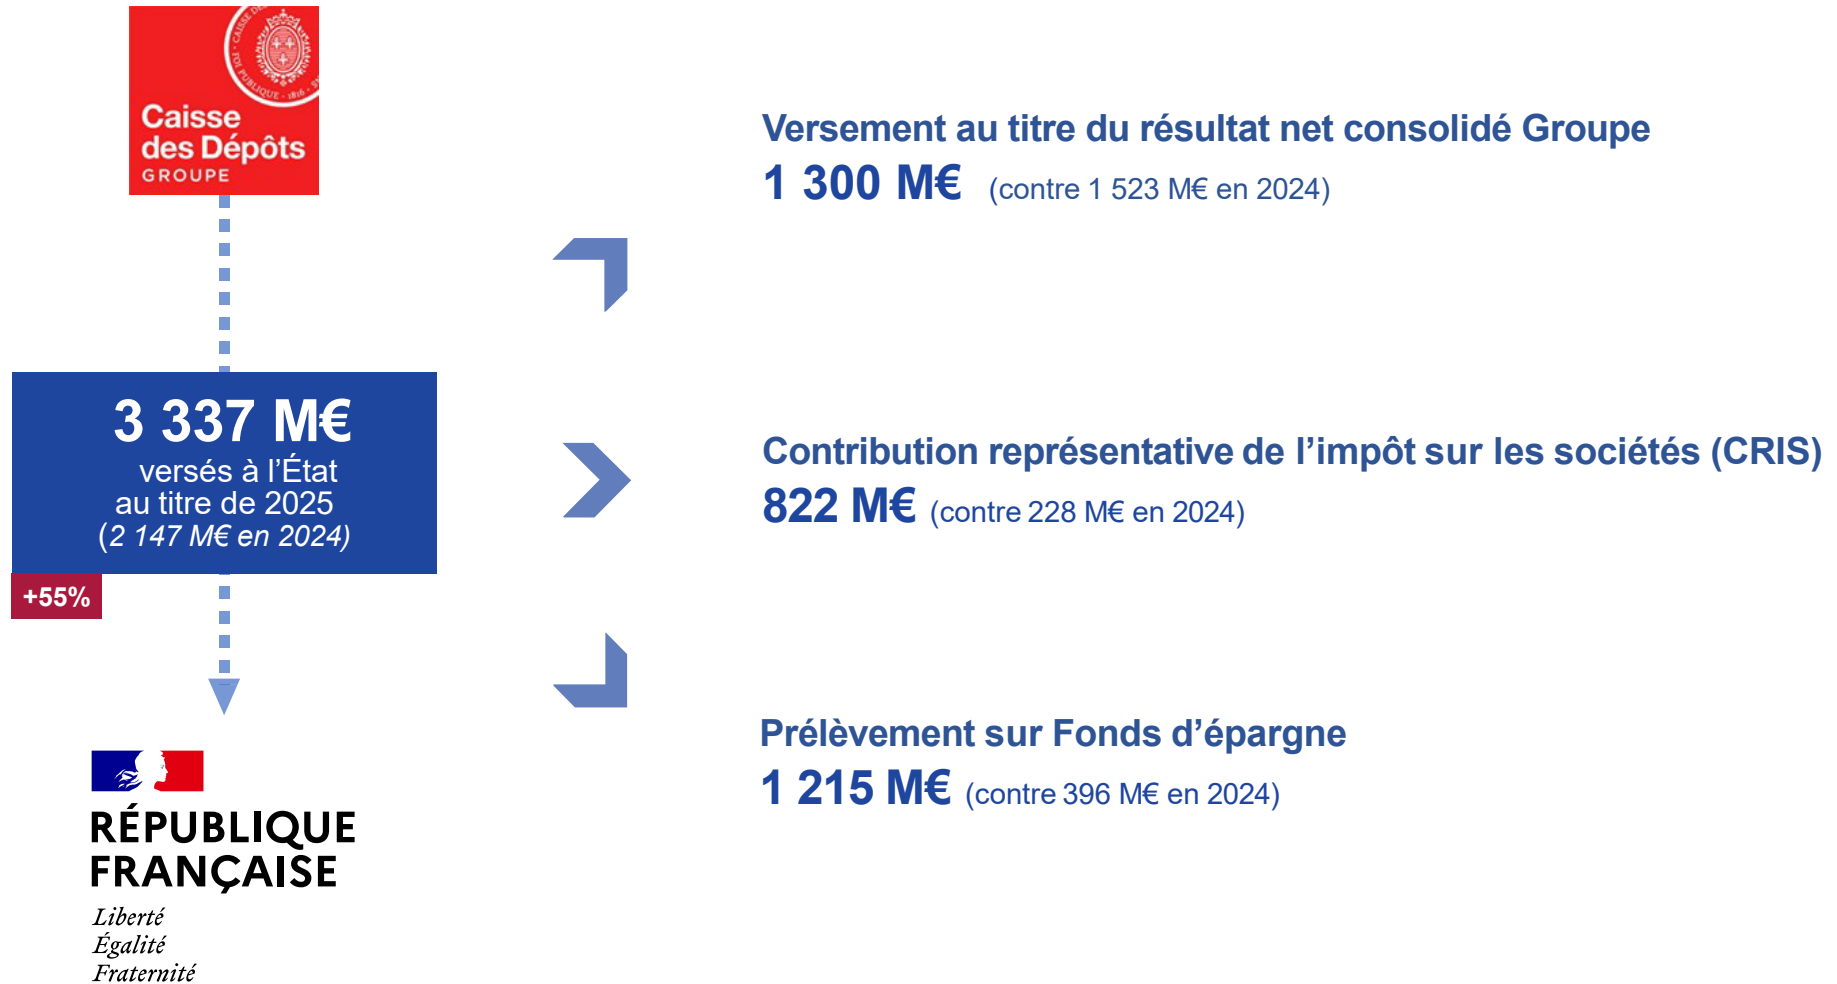 Caisse
des Dépôts
GROUPE
3 337 M€
versés à l’État
au titre de 2025
(2 147 M€ en 2024)
+55%
RÉPUBLIQUE
FRANÇAISE
Liberté
Égalité
Fraternité
Versement au titre du résultat net consolidé Groupe
1 300 M€ (contre 1 523 M€ en 2024)
Contribution représentative de l’impôt sur les sociétés (CRIS)
822 M€ (contre 228 M€ en 2024)
Prélèvement sur Fonds d’épargne
1 215 M€ (contre 396 M€ en 2024)